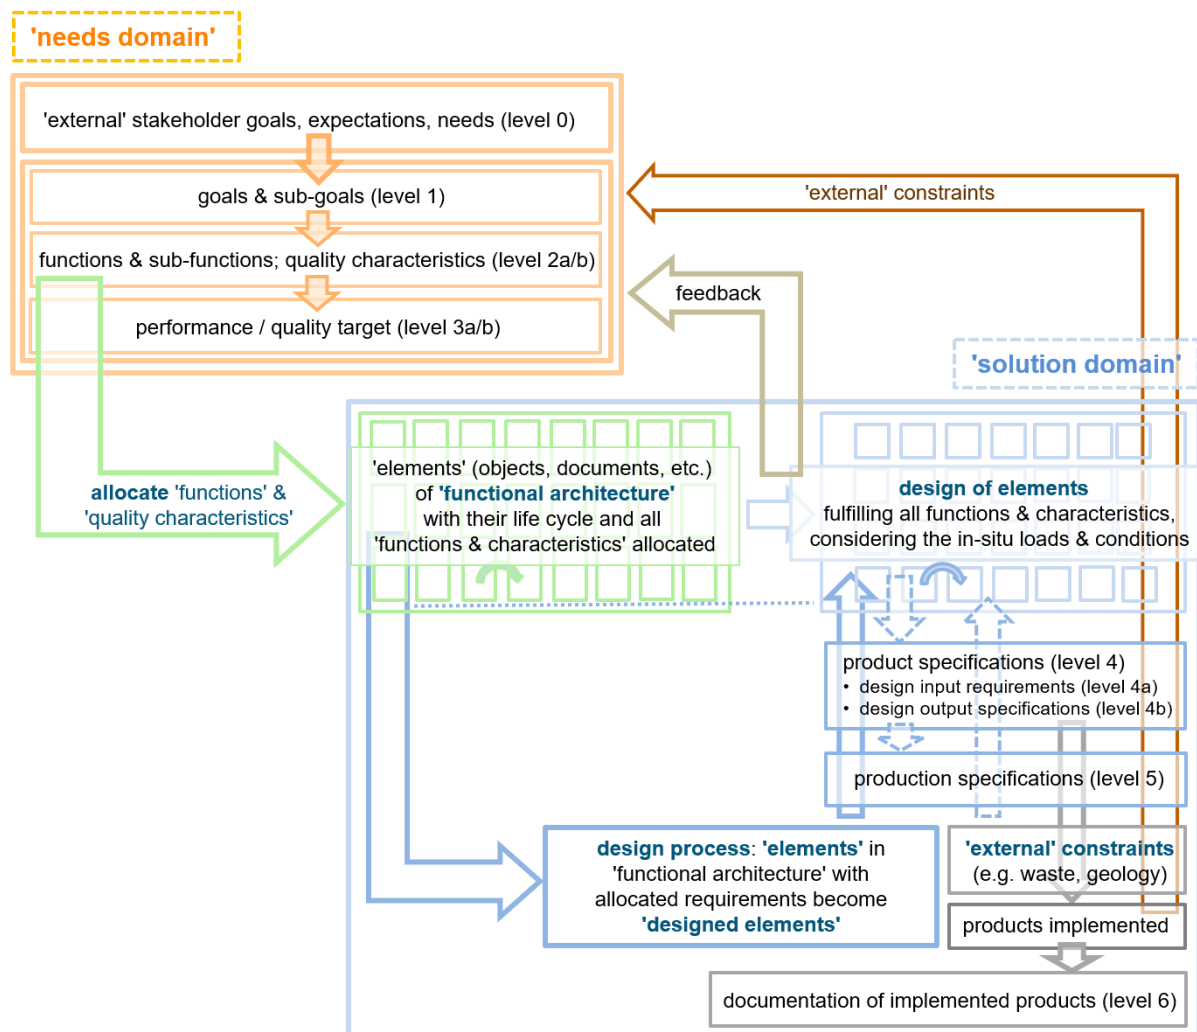 'needs domain'
'external' stakeholder goals, expectations, needs (level 0)
goals & sub-goals (level 1)
'external' constraints
functions & sub-functions; quality characteristics (level 2a/b)
feedback
performance / quality target (level 3a/b)
'solution domain'
'elements' (objects, documents, etc.)
of 'functional architecture'
with their life cycle and all
'functions & characteristics' allocated
allocate 'functions' &
'quality characteristics'
design of elements
fulfilling all functions & characteristics,
considering the in-situ loads & conditions
product specifications (level 4)
• design input requirements (level 4a)
• design output specifications (level 4b)
production specifications (level 5)
design process: 'elements' in
'functional architecture' with
allocated requirements become
'designed elements'
'external' constraints
(e.g. waste, geology)
products implemented
documentation of implemented products (level 6)